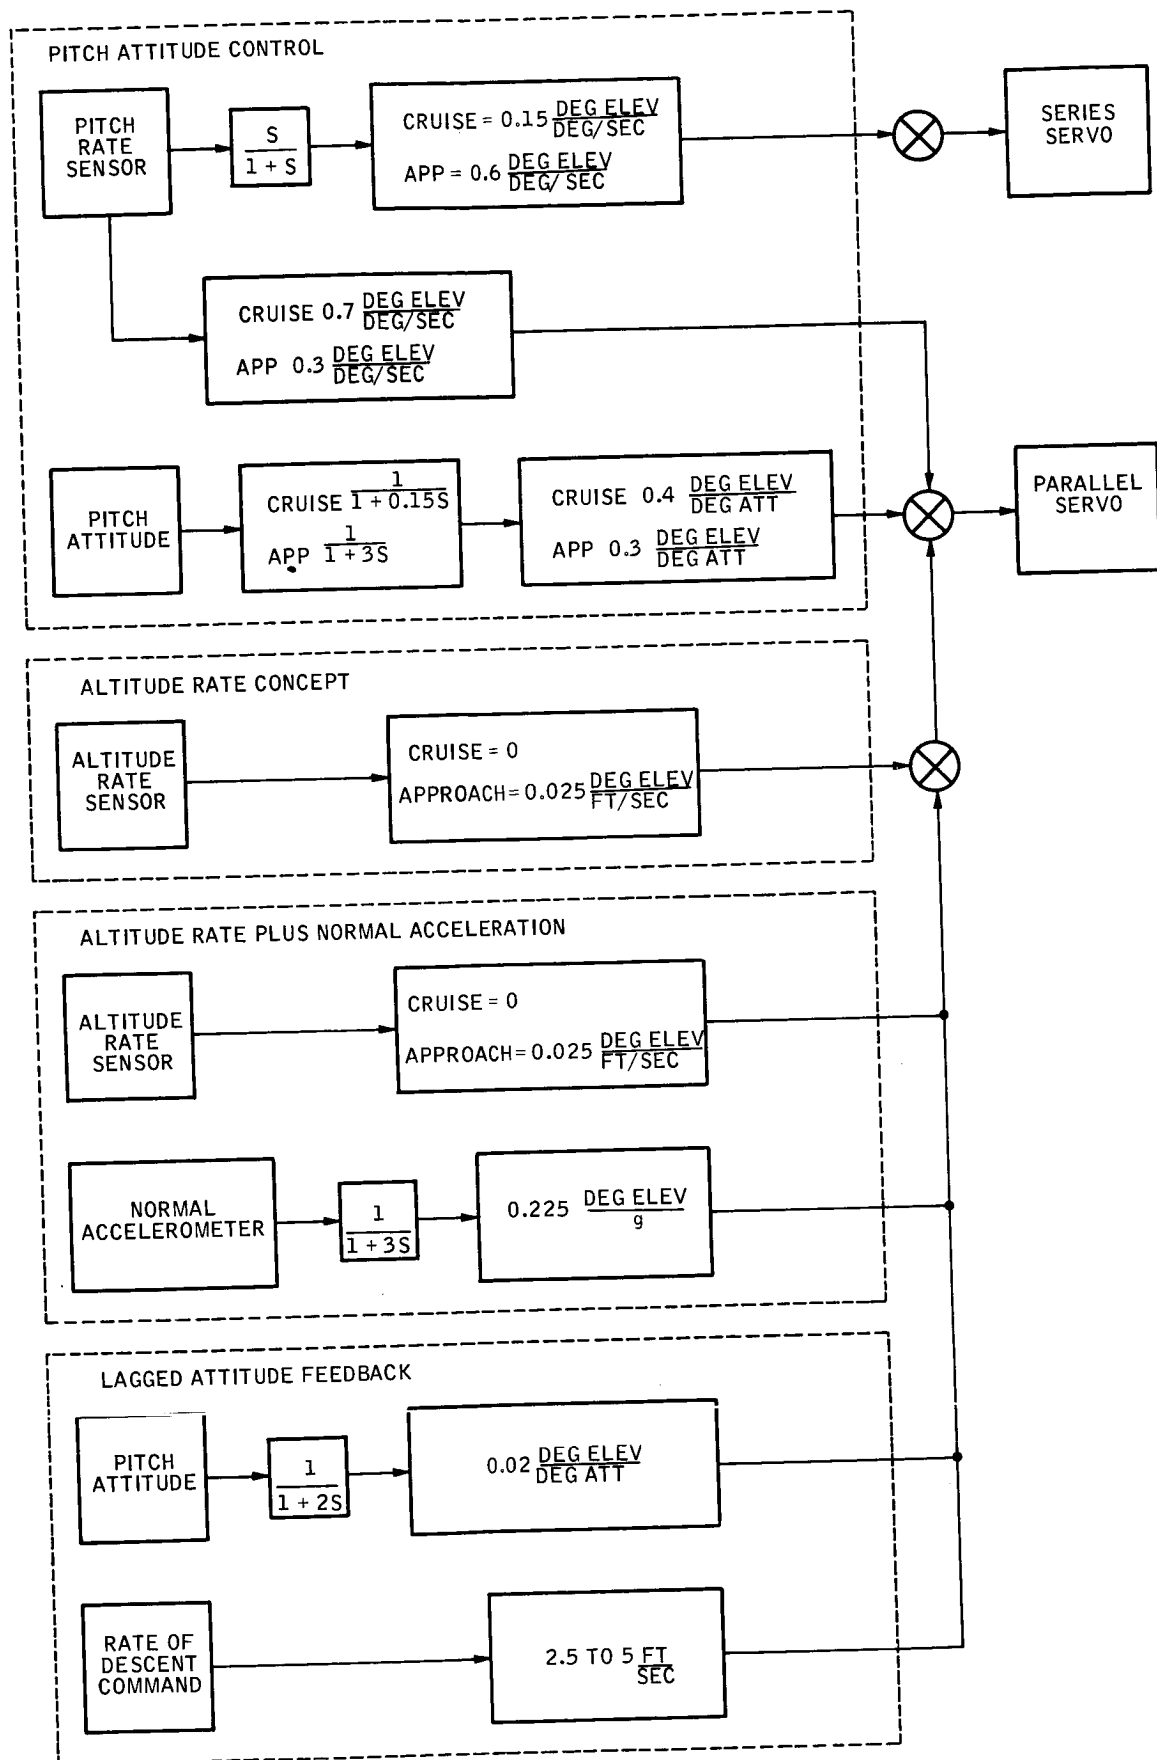 PITCH ATTITUDE CONTROL
PITCH
RATE
SENSOR
S
1 + S
CRUISE = 0.15 DEG ELEV
DEG/SEC
APP = 0.6 DEG ELEV
DEG/ SEC
SERIES
SERVO
CRUISE 0.7 DEG ELEV
DEG/SEC
APP 0.3 DEG ELEV
DEG/SEC
PITCH
ATTITUDE
CRUISE 1
1 + 0.15S
APP 1
1 + 3S
CRUISE 0.4 DEG ELEV
DEG ATT
APP 0.3 DEG ELEV
DEG ATT
PARALLEL
SERVO
ALTITUDE RATE CONCEPT
ALTITUDE
RATE
SENSOR
CRUISE = 0
APPROACH = 0.025 DEG ELEV
FT/SEC
ALTITUDE RATE PLUS NORMAL ACCELERATION
ALTITUDE
RATE
SENSOR
CRUISE = 0
APPROACH = 0.025 DEG ELEV
FT/SEC
NORMAL
ACCELEROMETER
1
1 + 3S
0.225 DEG ELEV
g
LAGGED ATTITUDE FEEDBACK
PITCH
ATTITUDE
1
1 + 2S
0.02 DEG ELEV
DEG ATT
RATE OF
DESCENT
COMMAND
2.5 TO 5 FT
SEC